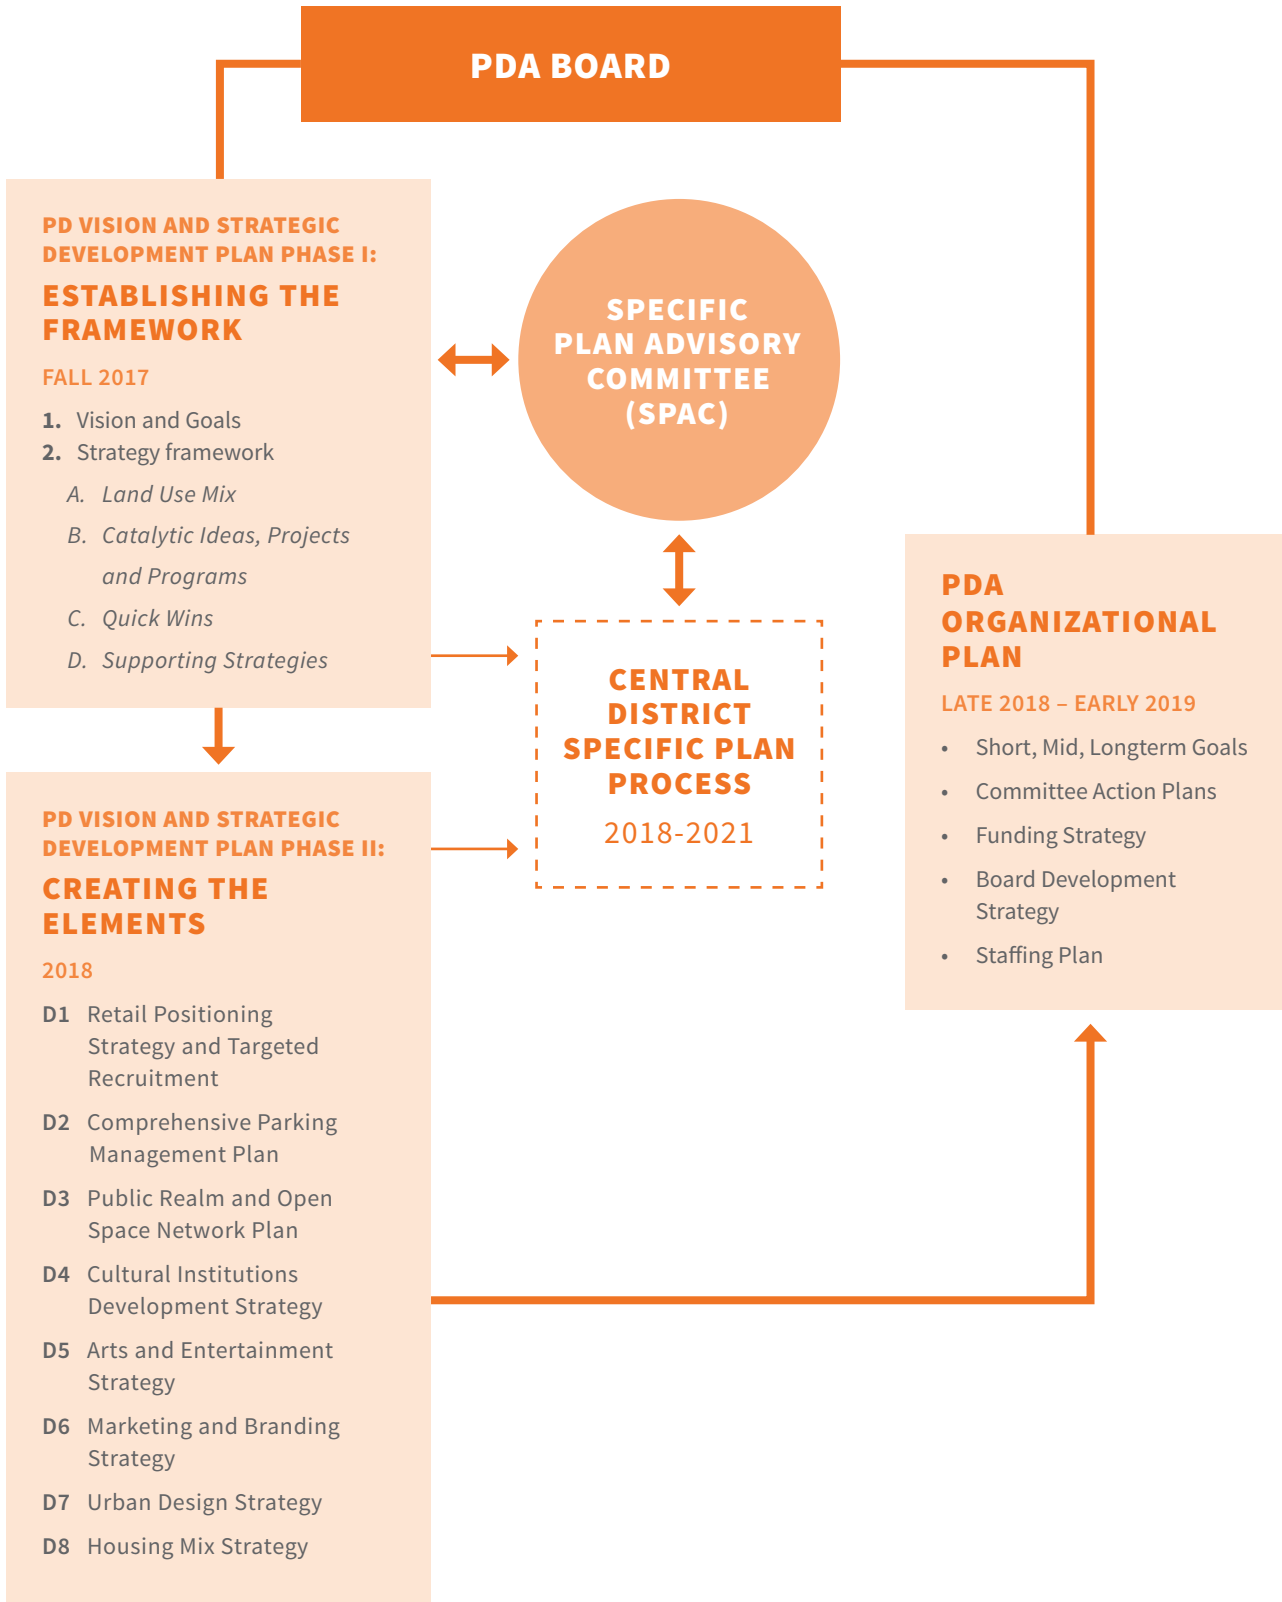 PDA BOARD
PD VISION AND STRATEGIC
DEVELOPMENT PLAN PHASE I:
ESTABLISHING THE
FRAMEWORK
FALL 2017
1. Vision and Goals
2. Strategy framework
A. Land Use Mix
B. Catalytic Ideas, Projects
and Programs
C. Quick Wins
D. Supporting Strategies
SPECIFIC
PLAN ADVISORY
COMMITTEE
(SPAC)
CENTRAL
DISTRICT
SPECIFIC PLAN
PROCESS
2018-2021
PDA
ORGANIZATIONAL
PLAN
LATE 2018 – EARLY 2019
• Short, Mid, Longterm Goals
• Committee Action Plans
• Funding Strategy
• Board Development
Strategy
• Staffing Plan
PD VISION AND STRATEGIC
DEVELOPMENT PLAN PHASE II:
CREATING THE
ELEMENTS
2018
D1 Retail Positioning
Strategy and Targeted
Recruitment
D2 Comprehensive Parking
Management Plan
D3 Public Realm and Open
Space Network Plan
D4 Cultural Institutions
Development Strategy
D5 Arts and Entertainment
Strategy
D6 Marketing and Branding
Strategy
D7 Urban Design Strategy
D8 Housing Mix Strategy